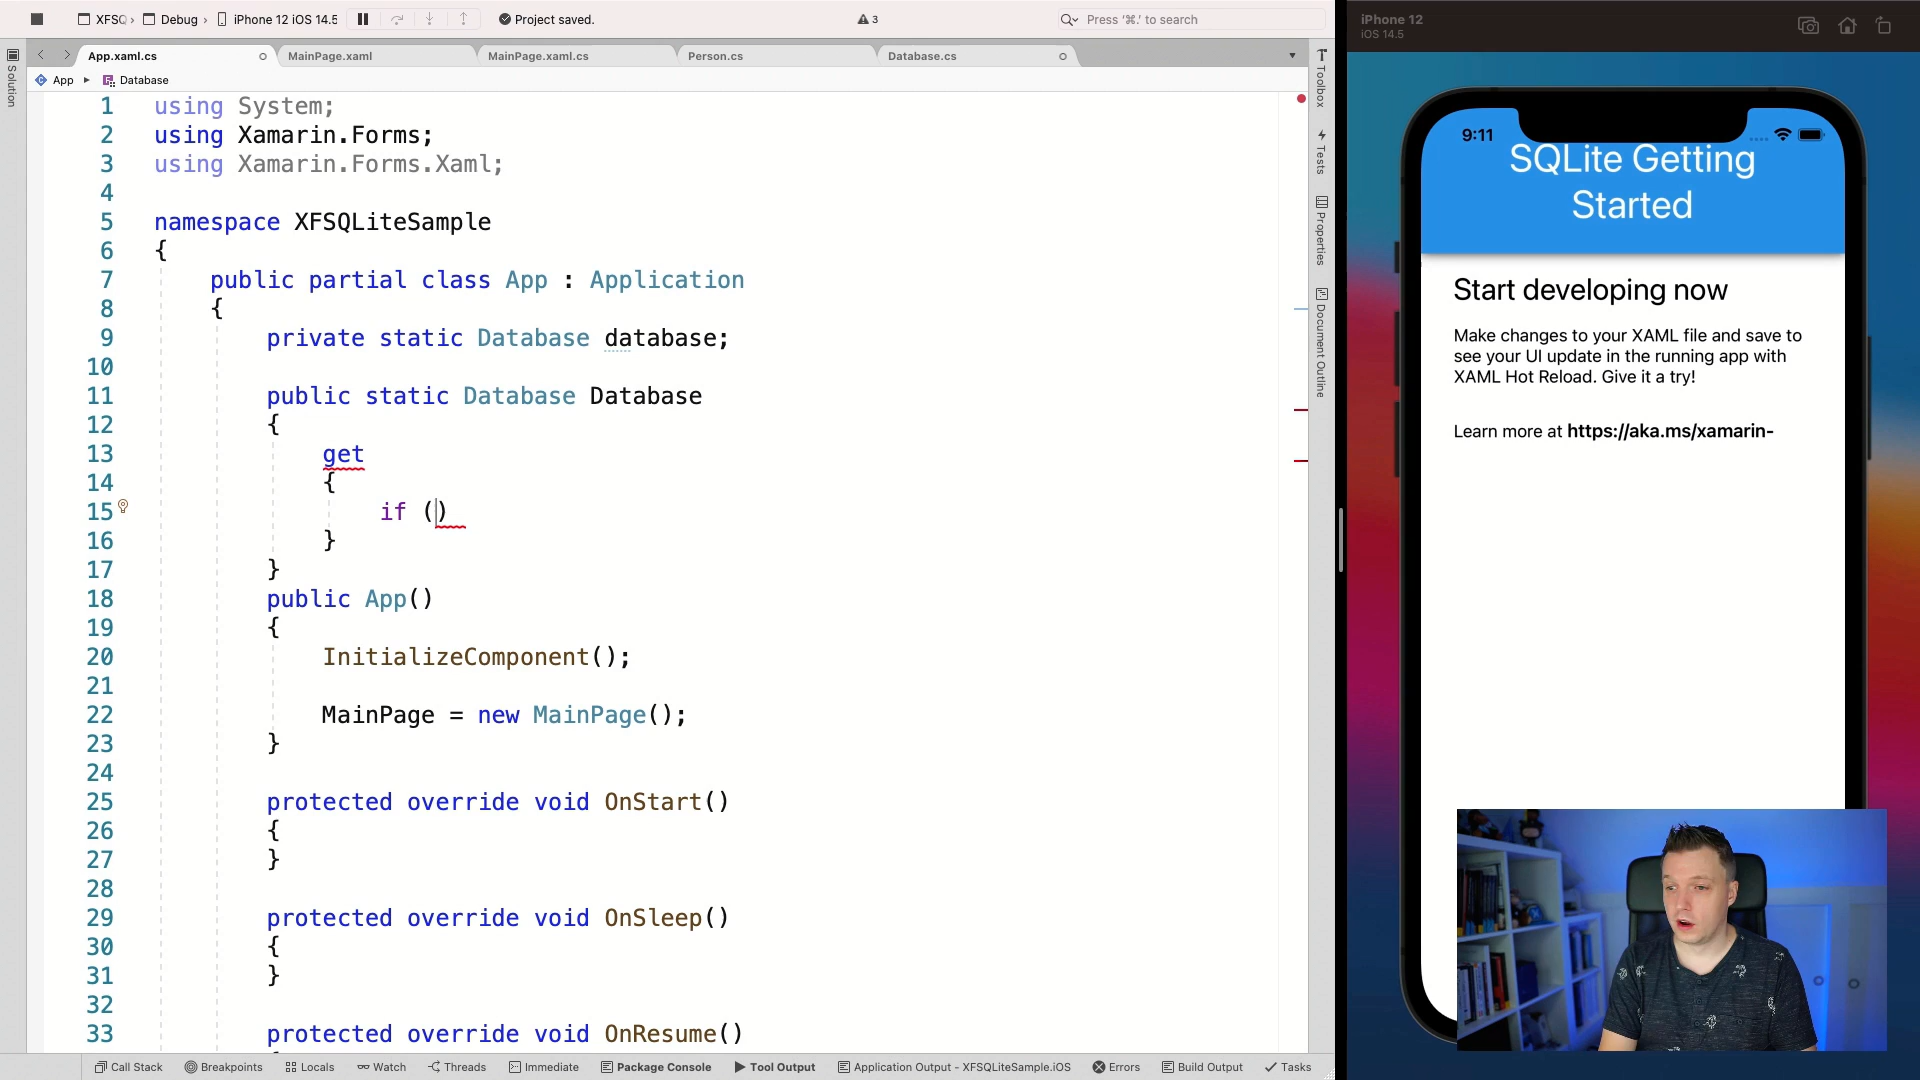 XFSQ › Debug › iPhone 12 iOS 14.5
Project saved.
3
Press ‘⌘.’ to search
App.xaml.cs
MainPage.xaml
MainPage.xaml.cs
Person.cs
Database.cs
App ▸ Database
Solution
1 using System;
2 using Xamarin.Forms;
3 using Xamarin.Forms.Xaml;
4
5 namespace XFSQLiteSample
6 {
7 public partial class App : Application
8 {
9 private static Database database;
10
11 public static Database Database
12 {
13 get
14 {
15 if ()
16 }
17 }
18 public App()
19 {
20 InitializeComponent();
21
22 MainPage = new MainPage();
23 }
24
25 protected override void OnStart()
26 {
27 }
28
29 protected override void OnSleep()
30 {
31 }
32
33 protected override void OnResume()
Toolbox
Tests
Properties
Document Outline
Call Stack
Breakpoints
Locals
Watch
Threads
Immediate
Package Console
Tool Output
Application Output - XFSQLiteSample.iOS
Errors
Build Output
Tasks
iPhone 12
iOS 14.5
9:11
SQLite Getting
Started
Start developing now
Make changes to your XAML file and save to
see your UI update in the running app with
XAML Hot Reload. Give it a try!
Learn more at https://aka.ms/xamarin-